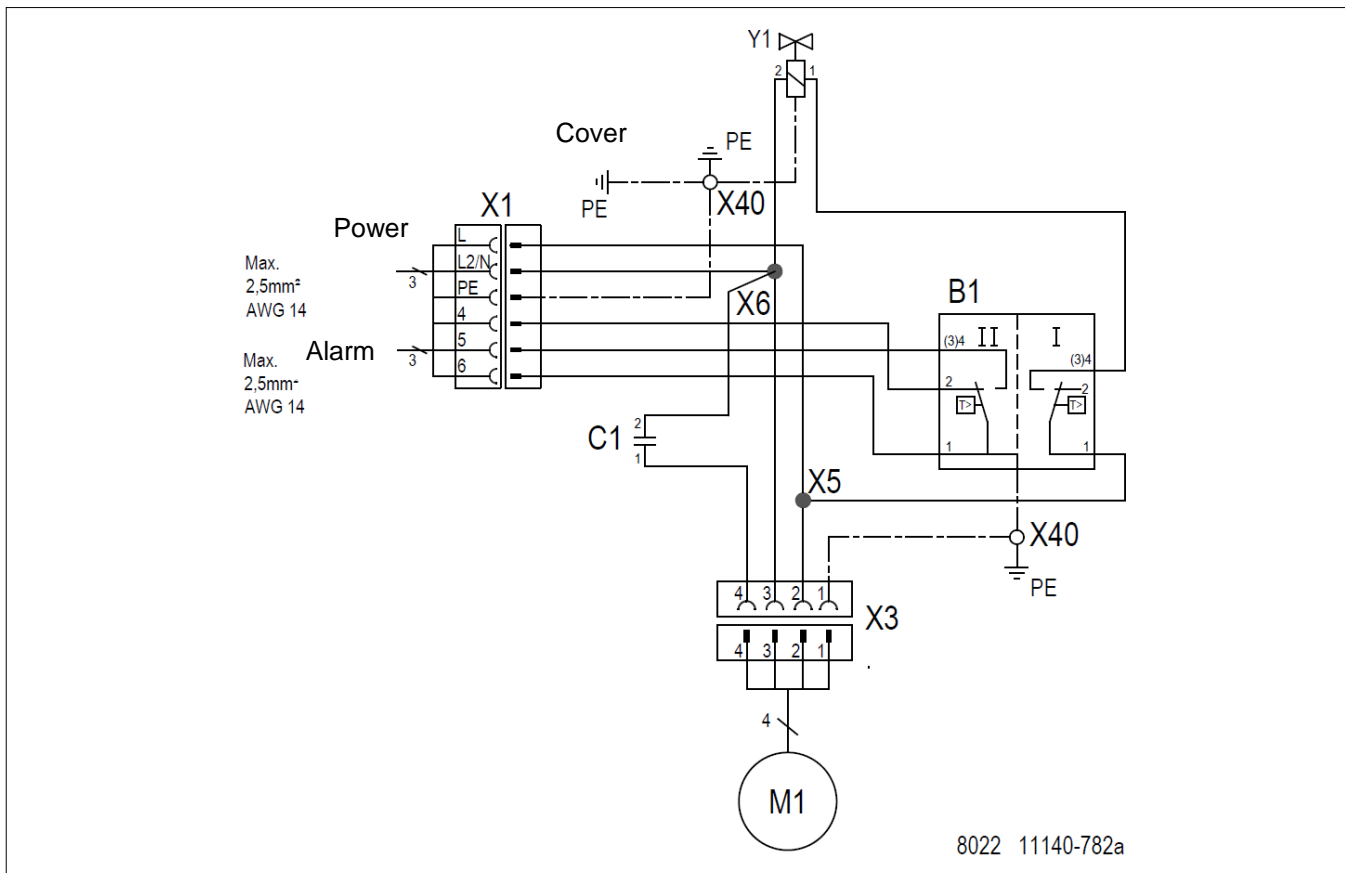 Y1
2 1
Cover
PE
PE
X40
X1
Power
L
L2/N
PE
4
5
6
Max.
2,5mm²
AWG 14
3
Alarm
Max.
2,5mm²
AWG 14
3
X6
B1
II I
(3)4
(3)4
2
2
T>
T>
1
1
C1
2
1
X5
X40
PE
4 3 2 1
X3
4 3 2 1
4
M1
8022 11140-782a